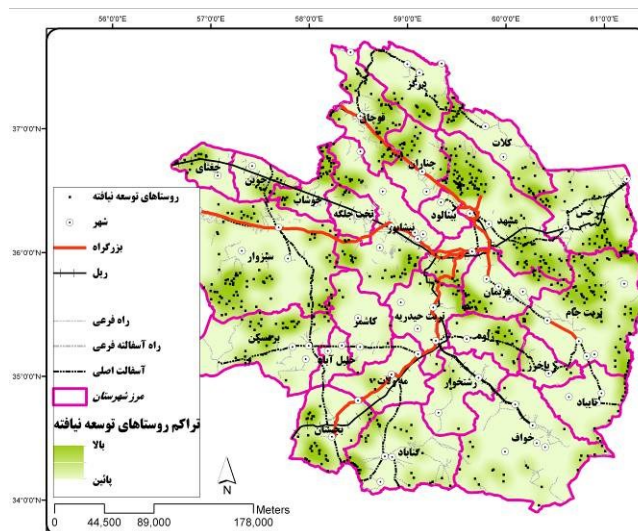 56°0'0"E 57°0'0"E 58°0'0"E 59°0'0"E 60°0'0"E 61°0'0"E
37°0'0"N
36°0'0"N
35°0'0"N
34°0'0"N
درگز
قوچان
کلات
چناران
جغتای
جوین
خوشاب
تخت جلگه
نیشابور
بینالود
مشهد
سرخس
سبزوار
فریمان
تربت جام
تربت حیدریه
کاشمر
بردسکن
خلیل آباد
زاوه
باخرز
مه ولات
رشتخوار
تایباد
بجستان
گناباد
خواف
روستاهای توسعه نیافته
شهر
بزرگراه
ریل
راه فرعی
راه آسفالته فرعی
آسفالت اصلی
مرز شهرستان
تراکم روستاهای توسعه نیافته
بالا
پائین
N
Meters
0 44,500 89,000 178,000